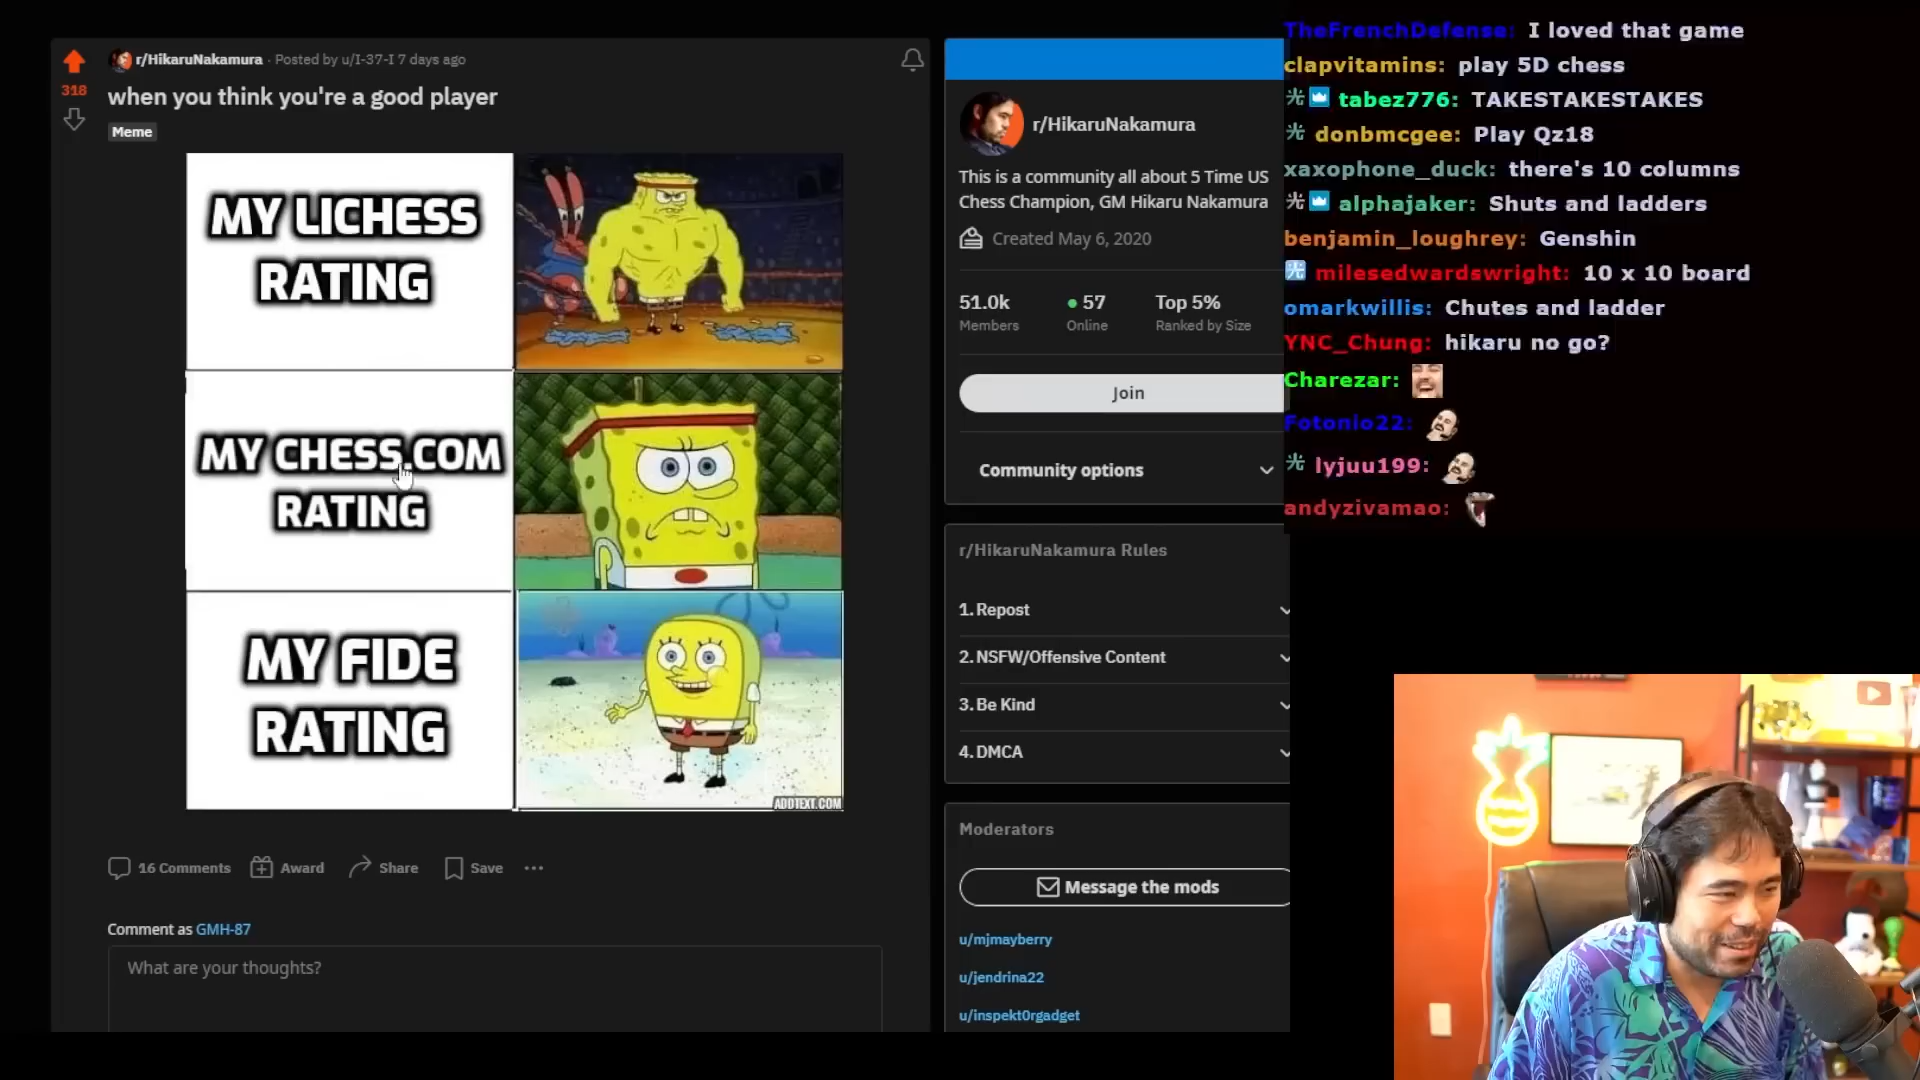 r/HikaruNakamura · Posted by u/I-37-I 7 days ago
318
when you think you're a good player
Meme
MY LICHESS
RATING
MY CHESS.COM
RATING
MY FIDE
RATING
ADDTEXT.COM
16 Comments
Award
Share
Save
Comment as GMH-87
What are your thoughts?
r/HikaruNakamura
This is a community all about 5 Time US
Chess Champion, GM Hikaru Nakamura
Created May 6, 2020
51.0k
Members
57
Online
Top 5%
Ranked by Size
Join
Community options
r/HikaruNakamura Rules
1. Repost
2. NSFW/Offensive Content
3. Be Kind
4. DMCA
Moderators
Message the mods
u/mjmayberry
u/jendrina22
u/inspekt0rgadget
TheFrenchDefense: I loved that game
clapvitamins: play 5D chess
光 tabez776: TAKESTAKESTAKES
光 donbmcgee: Play Qz18
xaxophone_duck: there's 10 columns
光 alphajaker: Shuts and ladders
benjamin_loughrey: Genshin
光 milesedwardswright: 10 x 10 board
omarkwillis: Chutes and ladder
YNC_Chung: hikaru no go?
Charezar:
Fotonio22:
光 lyjuu199:
andyzivamao: